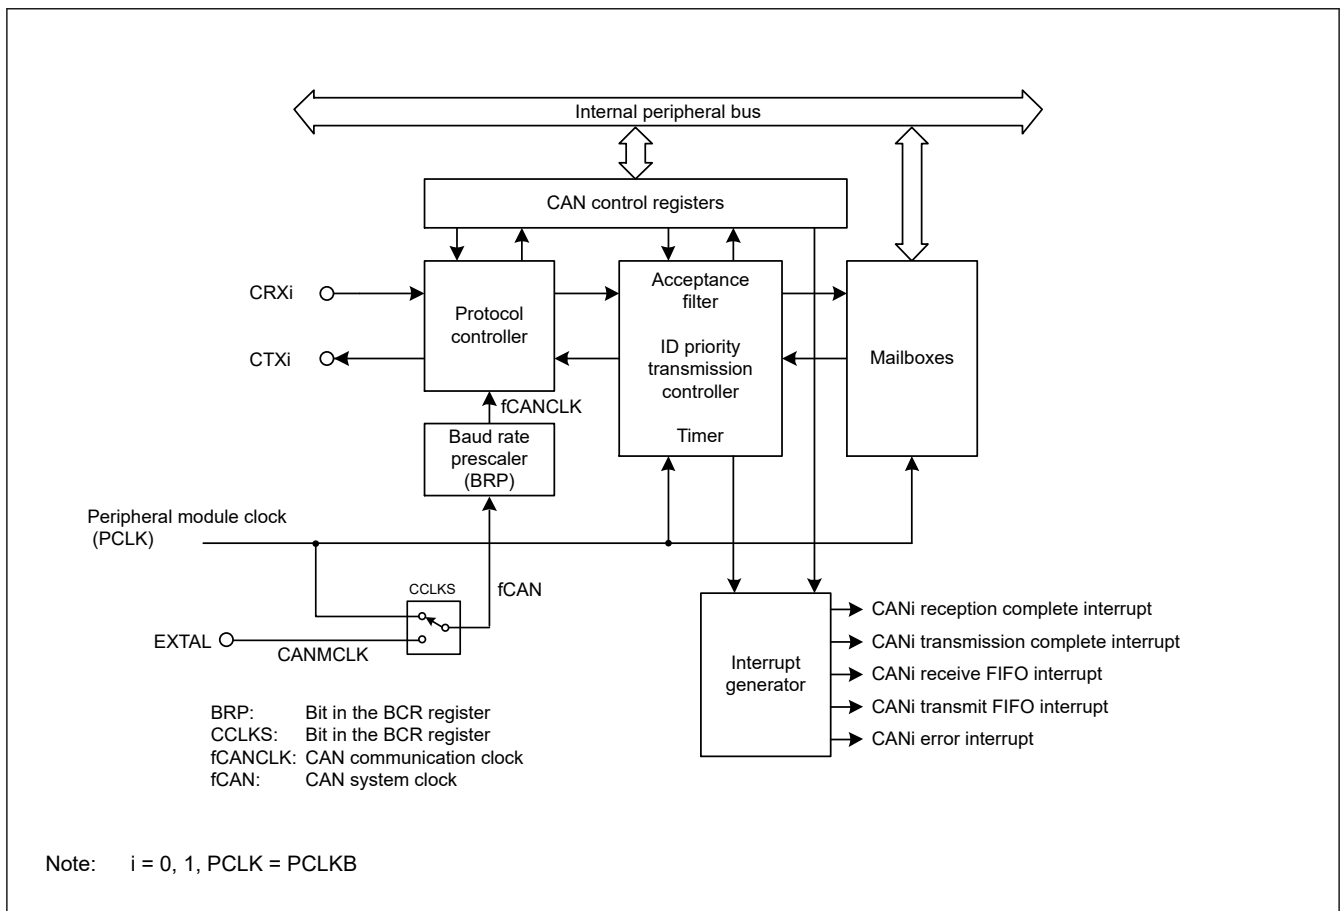 Internal peripheral bus
CAN control registers
CRXi
CTXi
Protocol
controller
Acceptance
filter
ID priority
transmission
controller
Timer
Mailboxes
fCANCLK
Baud rate
prescaler
(BRP)
Peripheral module clock
(PCLK)
CCLKS
fCAN
EXTAL
CANMCLK
Interrupt
generator
CANi reception complete interrupt
CANi transmission complete interrupt
CANi receive FIFO interrupt
CANi transmit FIFO interrupt
CANi error interrupt
BRP: Bit in the BCR register
CCLKS: Bit in the BCR register
fCANCLK: CAN communication clock
fCAN: CAN system clock
Note: i = 0, 1, PCLK = PCLKB